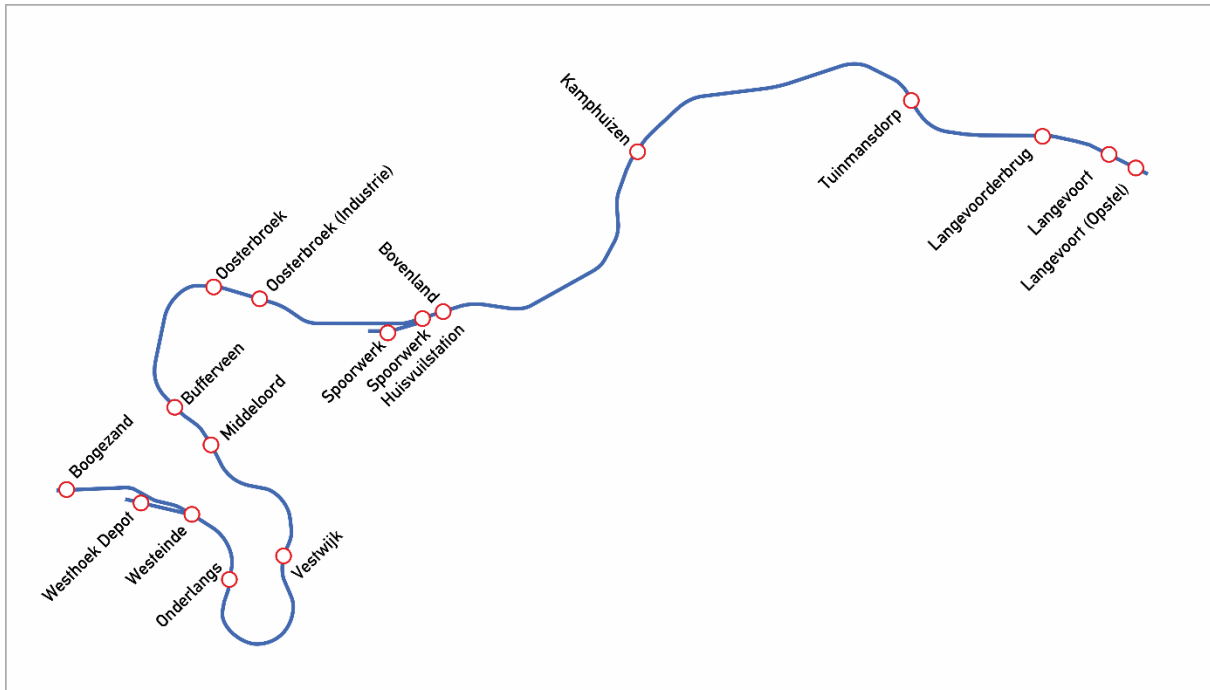 Kamphuizen
Tuinmansdorp
Langevoorderbrug
Langevoort
Langevoort (Opstel)
Oosterbroek
Oosterbroek (Industrie)
Bovenland
Spoorwerk
Spoorwerk
Huisvuilstation
Bufferveen
Middeloord
Boogezand
Westhoek Depot
Westeinde
Onderlangs
Vestwijk